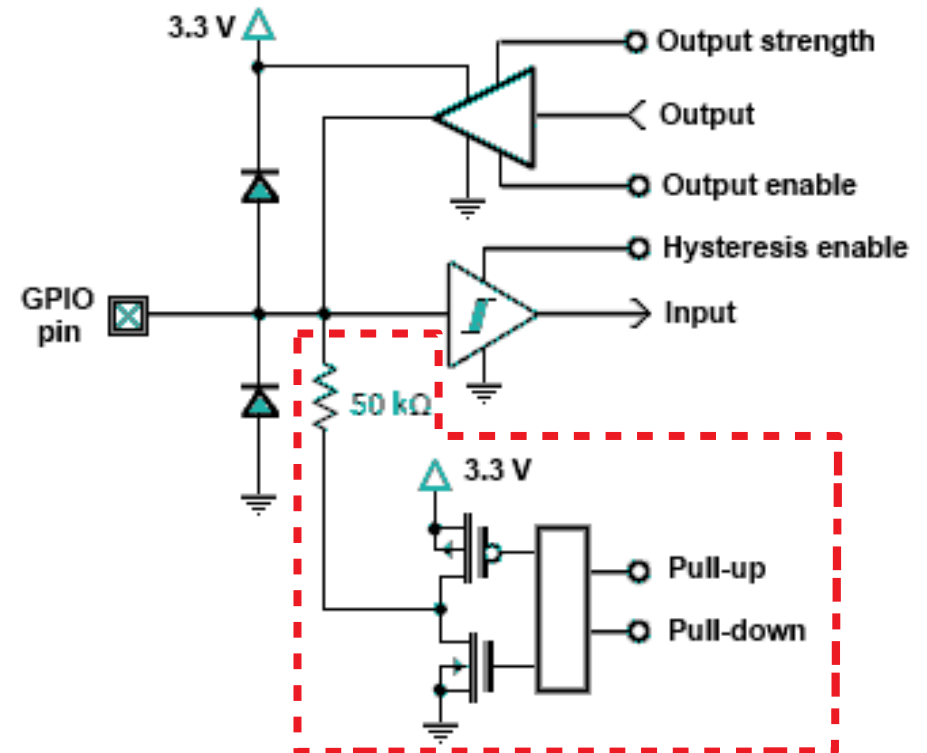 3.3 V
Output strength
Output
Output enable
Hysteresis enable
GPIO
pin
Input
50 kΩ
3.3 V
Pull-up
Pull-down